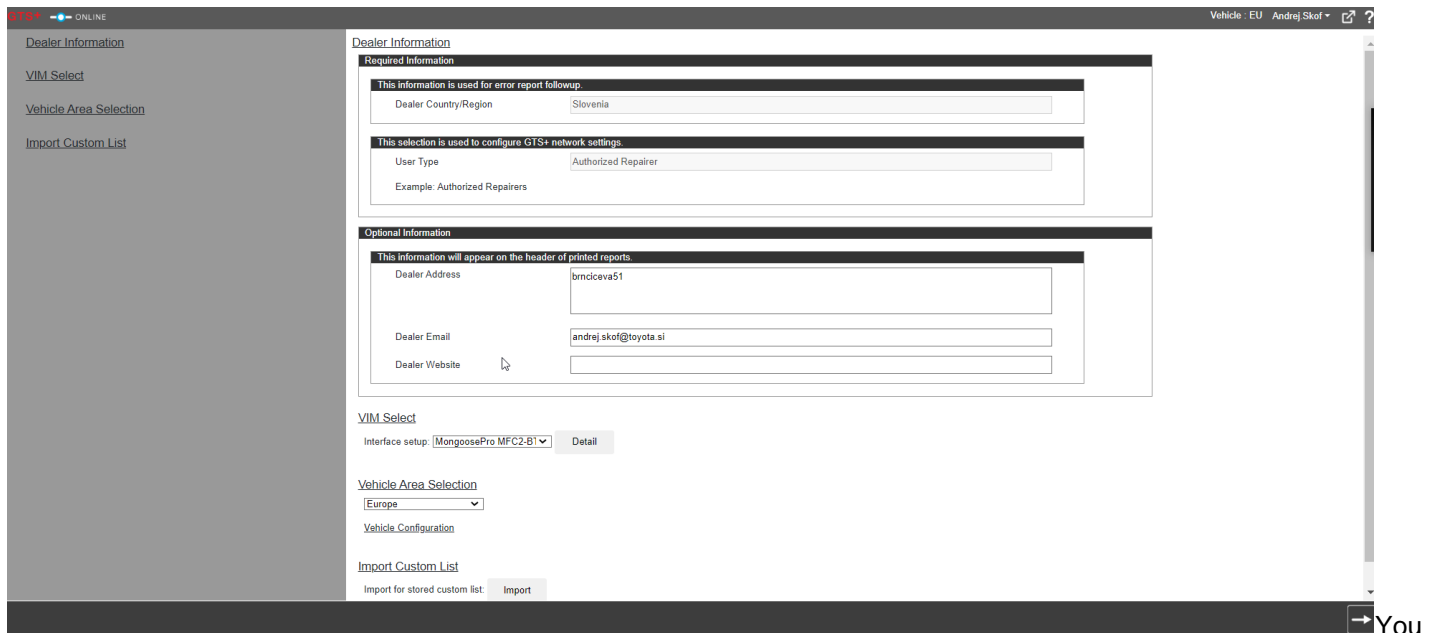 GTS+ ONLINE Vehicle : EU Andrej.Skof ?
Dealer Information
VIM Select
Vehicle Area Selection
Import Custom List
Dealer Information
Required Information
This information is used for error report followup.
Dealer Country/Region Slovenia
This selection is used to configure GTS+ network settings.
User Type Authorized Repairer
Example: Authorized Repairers
Optional Information
This information will appear on the header of printed reports.
Dealer Address brnciceva51
Dealer Email andrej.skof@toyota.si
Dealer Website
VIM Select
Interface setup: MongoosePro MFC2-BT Detail
Vehicle Area Selection
Europe
Vehicle Configuration
Import Custom List
Import for stored custom list: Import
You